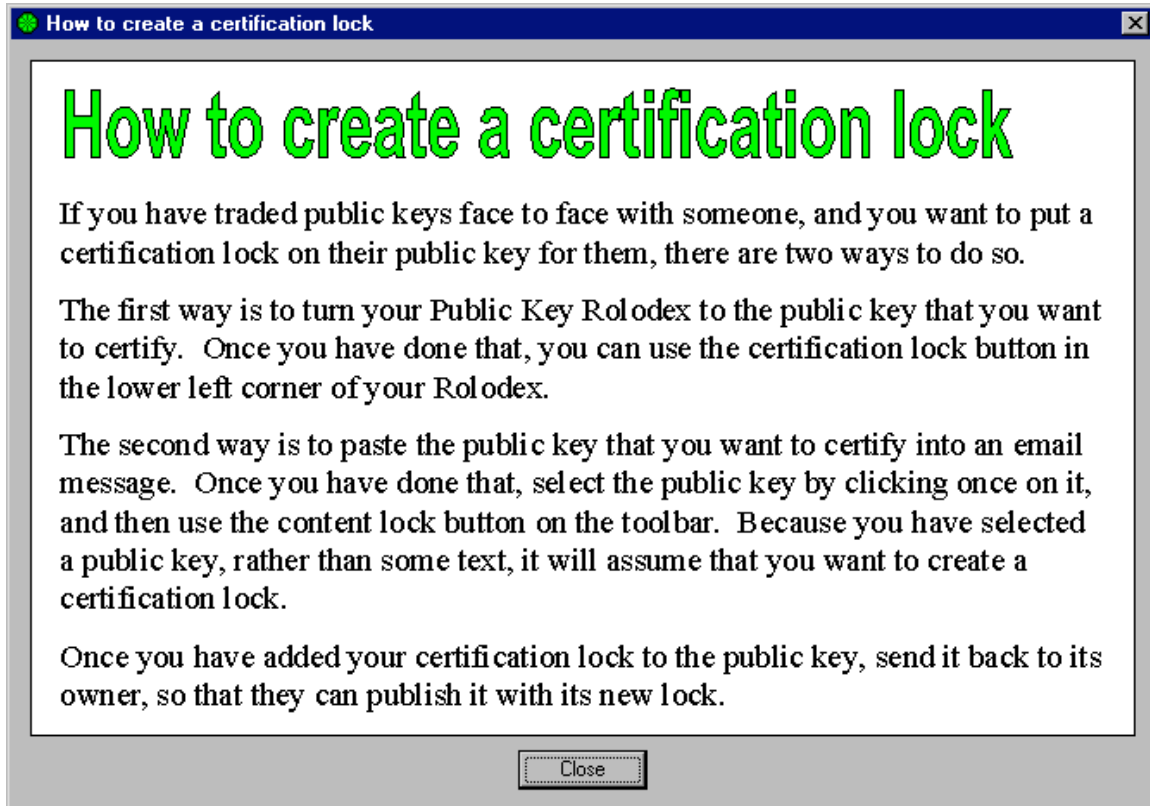 How to create a certification lock
How to create a certification lock
If you have traded public keys face to face with someone, and you want to put a
certification lock on their public key for them, there are two ways to do so.
The first way is to turn your Public Key Rolodex to the public key that you want
to certify.  Once you have done that, you can use the certification lock button in
the lower left corner of your Rolodex.
The second way is to paste the public key that you want to certify into an email
message.  Once you have done that, select the public key by clicking once on it,
and then use the content lock button on the toolbar.  Because you have selected
a public key, rather than some text, it will assume that you want to create a
certification lock.
Once you have added your certification lock to the public key, send it back to its
owner, so that they can publish it with its new lock.
Close